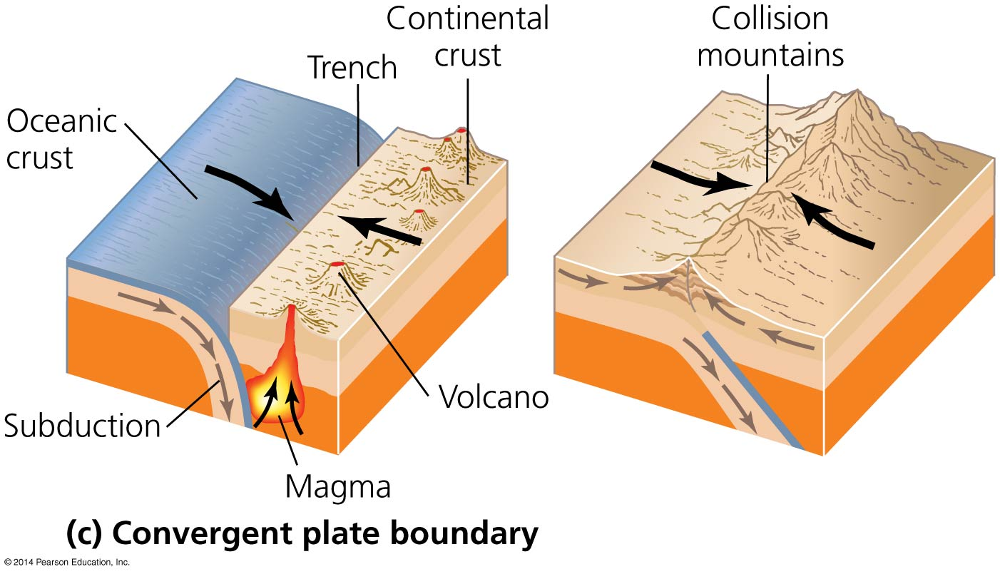 Continental
crust
Collision
mountains
Trench
Oceanic
crust
Volcano
Subduction
Magma
(c) Convergent plate boundary
© 2014 Pearson Education, Inc.